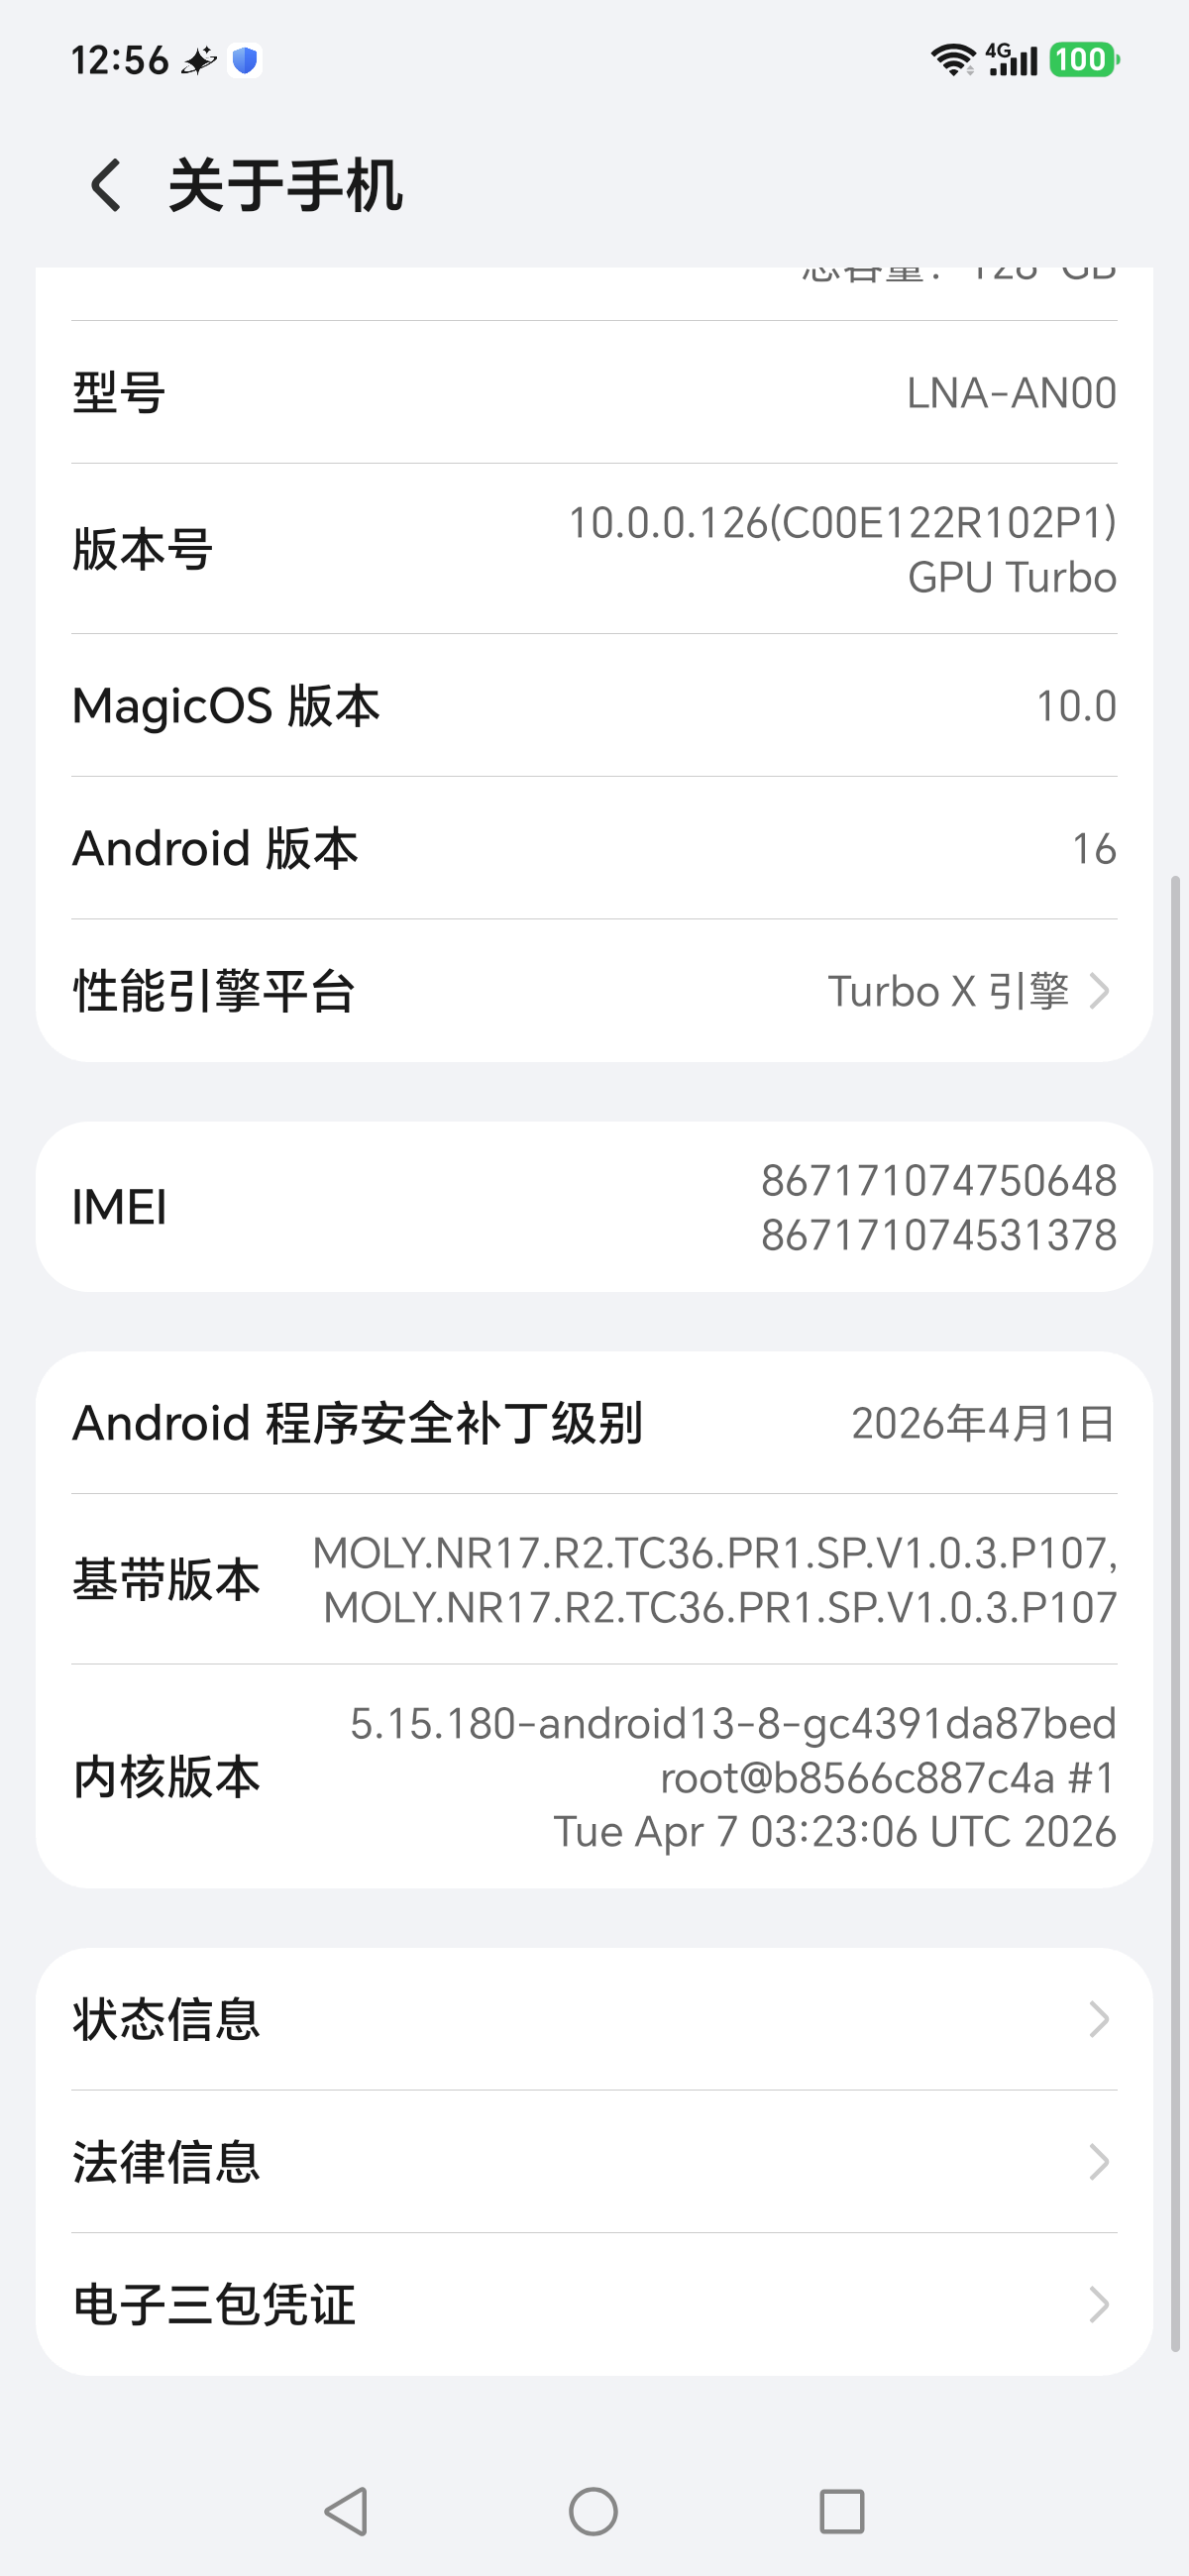 12:56
4G
100
关于手机
总容量：128 GB
型号
LNA-AN00
版本号
10.0.0.126(C00E122R102P1)
GPU Turbo
MagicOS 版本
10.0
Android 版本
16
性能引擎平台
Turbo X 引擎
IMEI
867171074750648
867171074531378
Android 程序安全补丁级别
2026年4月1日
基带版本
MOLY.NR17.R2.TC36.PR1.SP.V1.0.3.P107,
MOLY.NR17.R2.TC36.PR1.SP.V1.0.3.P107
内核版本
5.15.180-android13-8-gc4391da87bed
root@b8566c887c4a #1
Tue Apr 7 03:23:06 UTC 2026
状态信息
法律信息
电子三包凭证